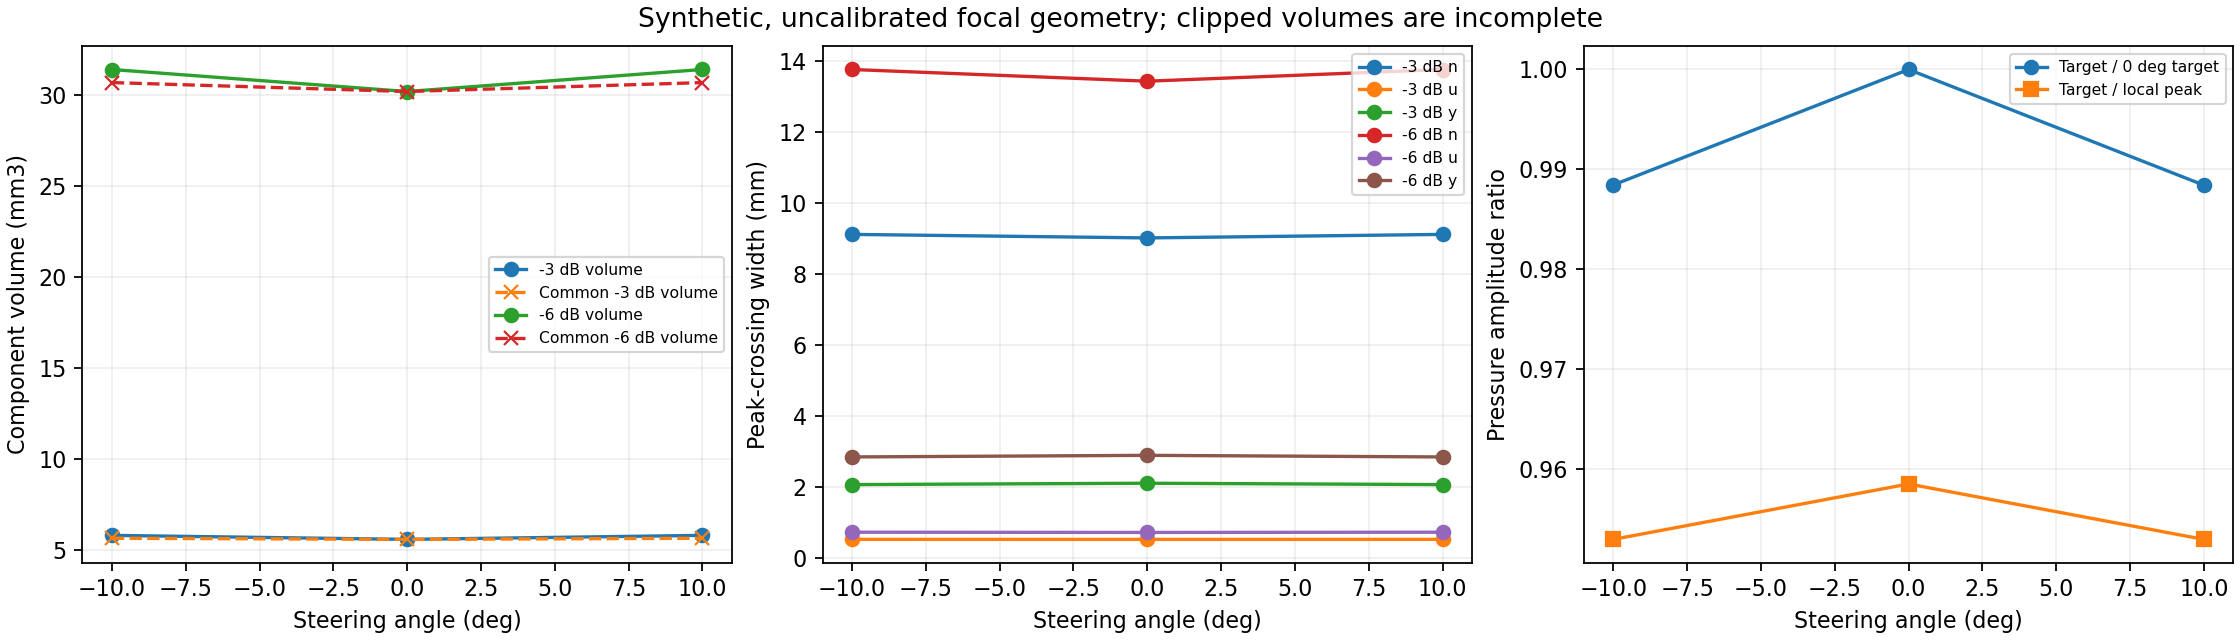 Synthetic, uncalibrated focal geometry; clipped volumes are incomplete
Component volume (mm3)
30
25
20
15
10
5
−10.0 −7.5 −5.0 −2.5 0.0 2.5 5.0 7.5 10.0
Steering angle (deg)
-3 dB volume
Common -3 dB volume
-6 dB volume
Common -6 dB volume
Peak-crossing width (mm)
14
12
10
8
6
4
2
0
−10.0 −7.5 −5.0 −2.5 0.0 2.5 5.0 7.5 10.0
Steering angle (deg)
-3 dB n
-3 dB u
-3 dB y
-6 dB n
-6 dB u
-6 dB y
Pressure amplitude ratio
1.00
0.99
0.98
0.97
0.96
−10.0 −7.5 −5.0 −2.5 0.0 2.5 5.0 7.5 10.0
Steering angle (deg)
Target / 0 deg target
Target / local peak